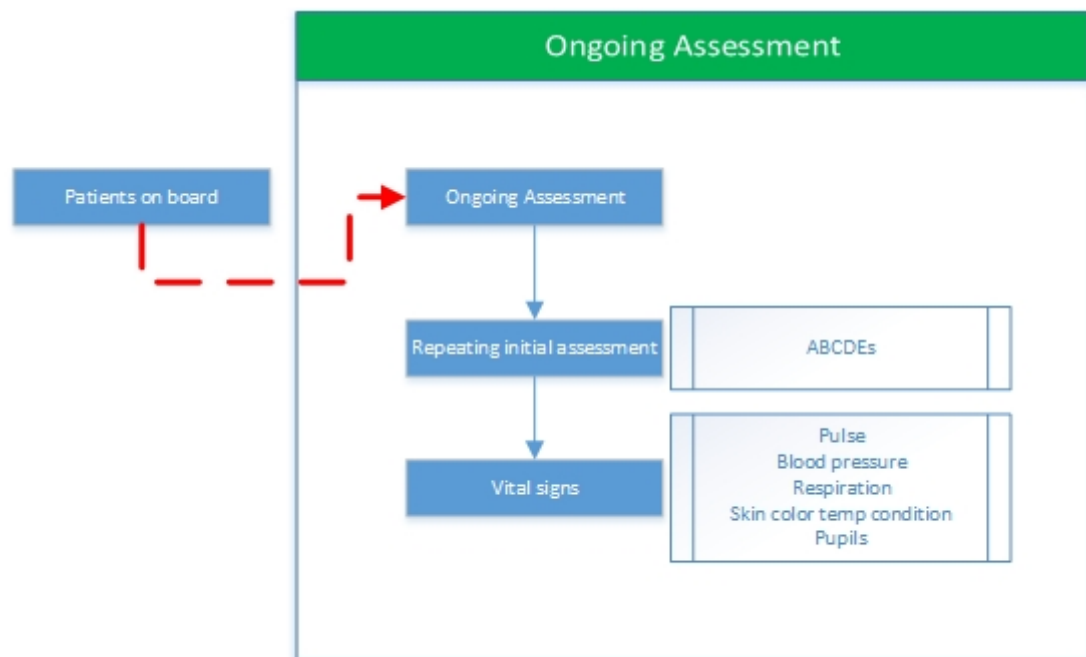 Ongoing Assessment
Patients on board
Ongoing Assessment
Repeating initial assessment
ABCDEs
Vital signs
Pulse
Blood pressure
Respiration
Skin color temp condition
Pupils